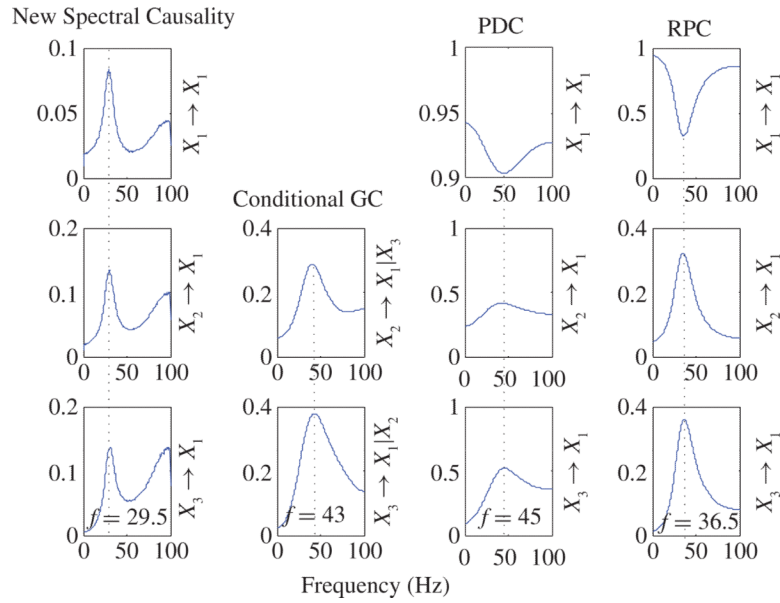 New Spectral Causality
PDC
RPC
0.1
0.05
0
0 50 100
X1 → X1
1
0.95
0.9
0 50 100
X1 → X1
1
0.5
0
0 50 100
X1 → X1
Conditional GC
0.2
0.1
0
0 50 100
X2 → X1
0.4
0.2
0
0 50 100
X2 → X1|X3
1
0.5
0
0 50 100
X2 → X1
0.4
0.2
0
0 50 100
X2 → X1
0.2
0.1
0
f = 29.5
0 50 100
X3 → X1
0.4
0.2
0
f = 43
0 50 100
X3 → X1|X2
1
0.5
0
f = 45
0 50 100
X3 → X1
0.4
0.2
0
f = 36.5
0 50 100
X3 → X1
Frequency (Hz)